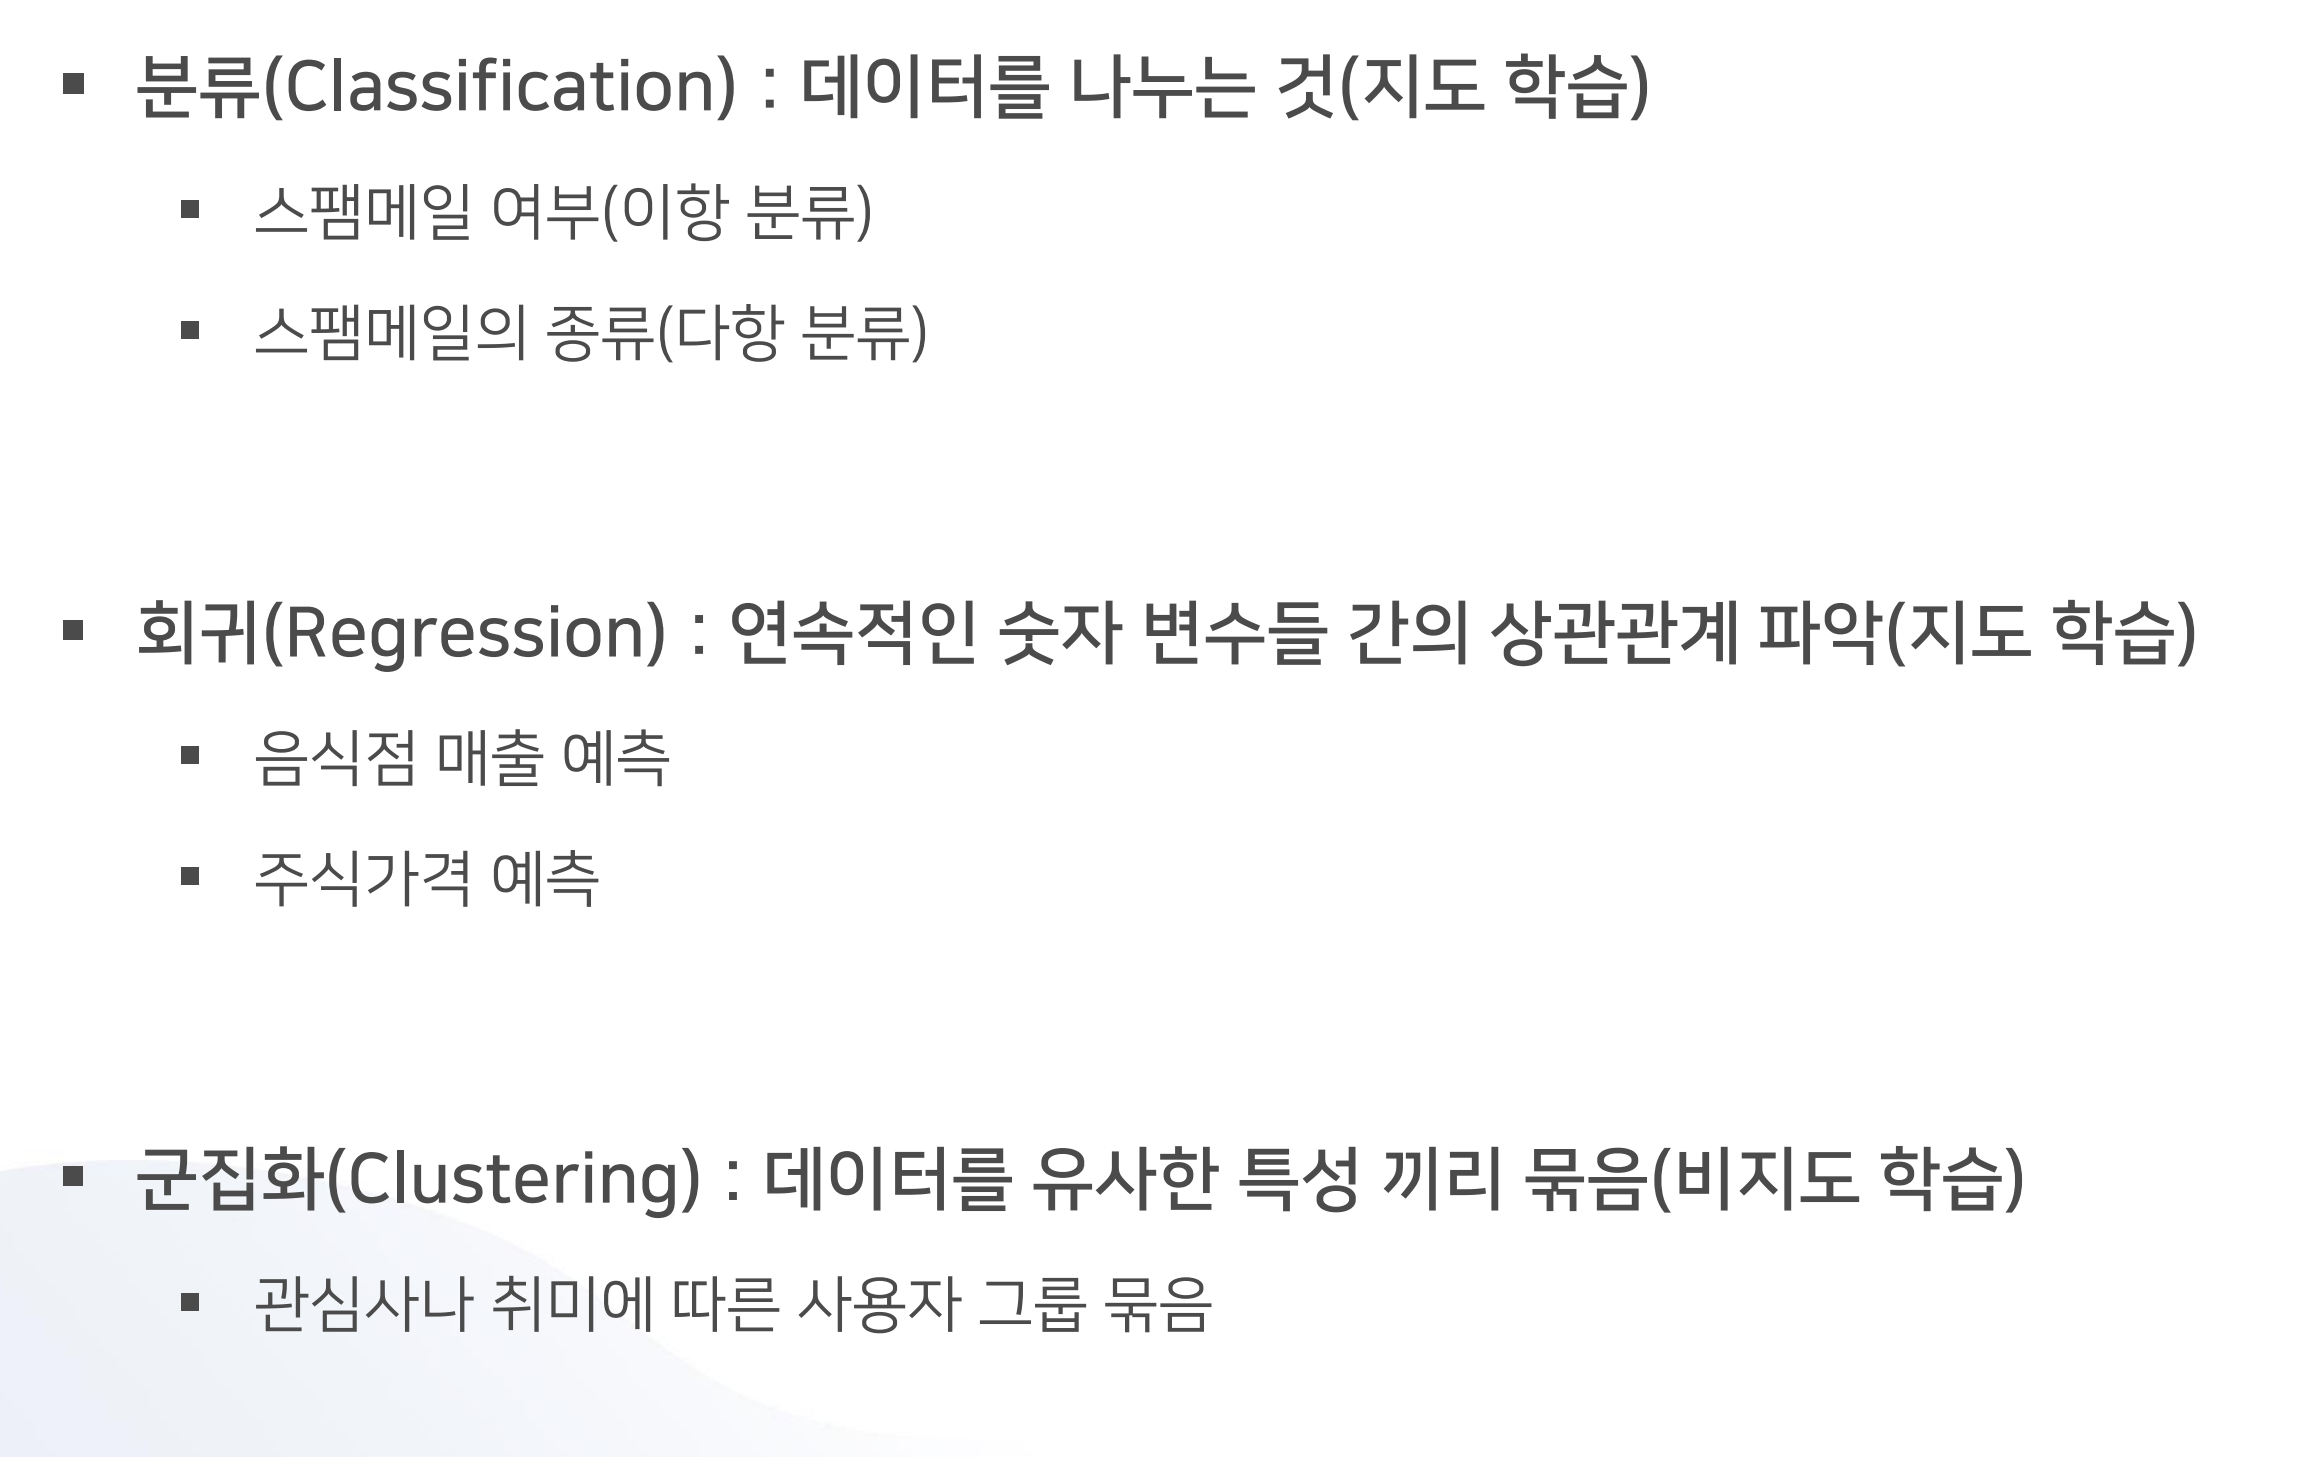 ▪ 분류(Classification) : 데이터를 나누는 것(지도 학습)
▪ 스팸메일 여부(이항 분류)
▪ 스팸메일의 종류(다항 분류)
▪ 회귀(Regression) : 연속적인 숫자 변수들 간의 상관관계 파악(지도 학습)
▪ 음식점 매출 예측
▪ 주식가격 예측
▪ 군집화(Clustering) : 데이터를 유사한 특성 끼리 묶음(비지도 학습)
▪ 관심사나 취미에 따른 사용자 그룹 묶음